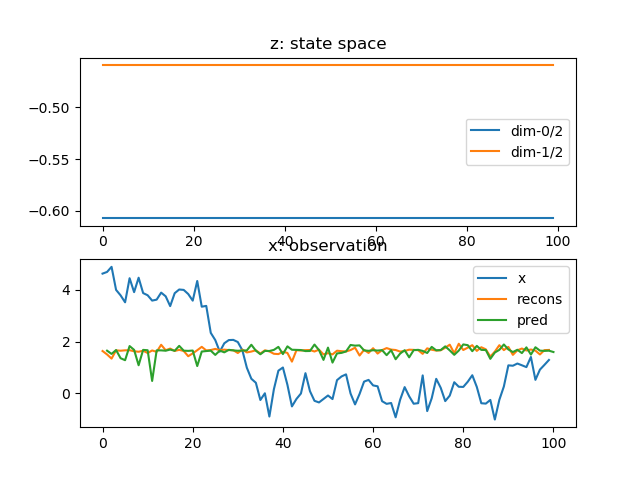 z: state space
−0.50
−0.55
−0.60
dim-0/2
dim-1/2
0 20 40 60 80 100
x: observation
4
2
0
x
recons
pred
0 20 40 60 80 100